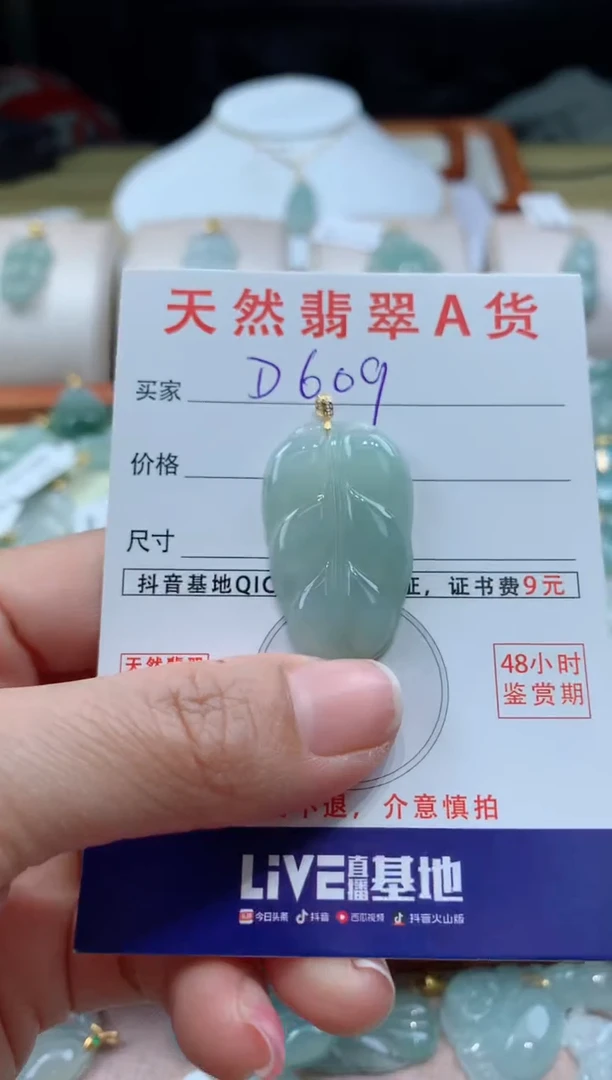 天然翡翠A货
买家 D609
价格
尺寸
抖音基地QIC 证，证书费9元
天然翡翠
48小时
鉴赏期
不退，介意慎拍
LiVE直播基地
今日头条 抖音 西瓜视频 抖音火山版